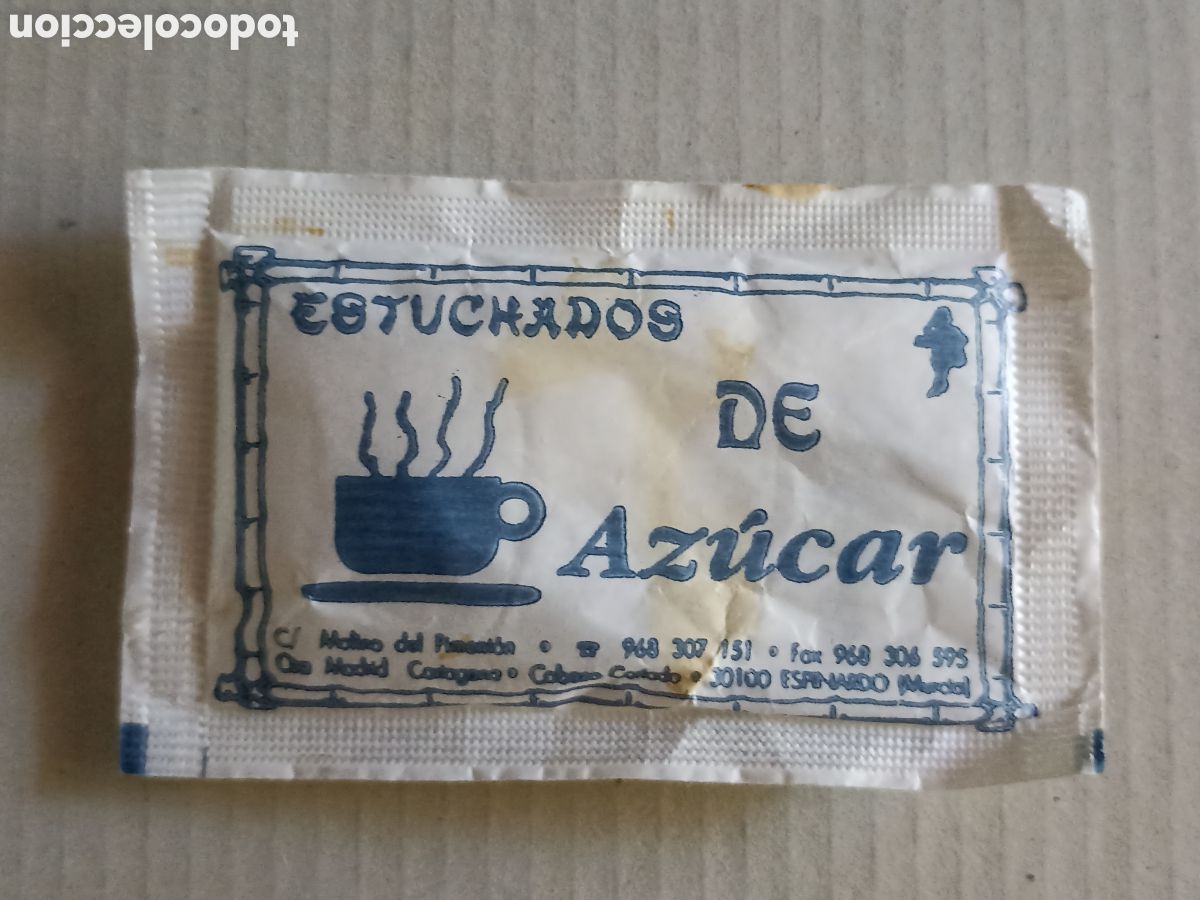 todocoleccion
ESTUCHADOS
DE
Azúcar
C/ Molino del Pimentón • ☎ 968 307 151 • Fax 968 306 595
Ctra Madrid Cartagena • Cabezo Cortado • 30100 ESPINARDO (Murcia)